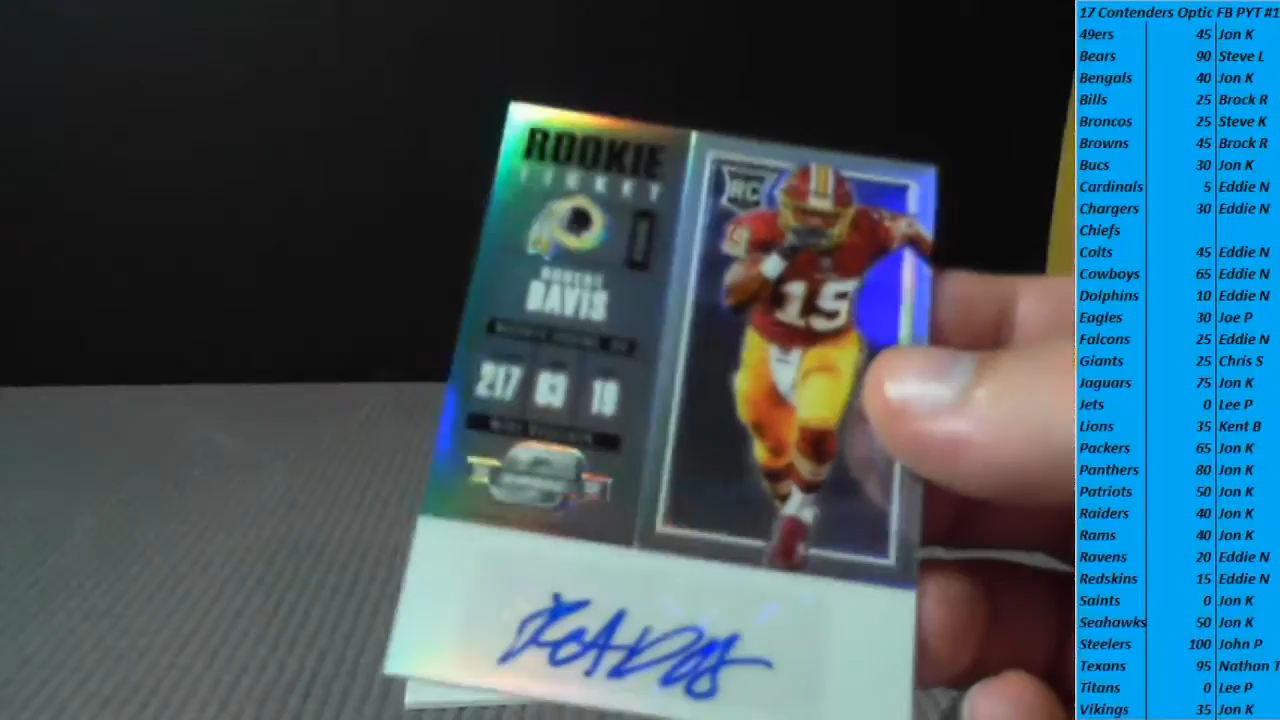 ROOKIE
TICKET
RC
ROBERT
DAVIS
19
15
217 63 19
17 Contenders Optic FB PYT #1
49ers 45 Jon K
Bears 90 Steve L
Bengals 40 Jon K
Bills 25 Brock R
Broncos 25 Steve K
Browns 45 Brock R
Bucs 30 Jon K
Cardinals 5 Eddie N
Chargers 30 Eddie N
Chiefs
Colts 45 Eddie N
Cowboys 65 Eddie N
Dolphins 10 Eddie N
Eagles 30 Joe P
Falcons 25 Eddie N
Giants 25 Chris S
Jaguars 75 Jon K
Jets 0 Lee P
Lions 35 Kent B
Packers 65 Jon K
Panthers 80 Jon K
Patriots 50 Jon K
Raiders 40 Jon K
Rams 40 Jon K
Ravens 20 Eddie N
Redskins 15 Eddie N
Saints 0 Jon K
Seahawks 50 Jon K
Steelers 100 John P
Texans 95 Nathan T
Titans 0 Lee P
Vikings 35 Jon K